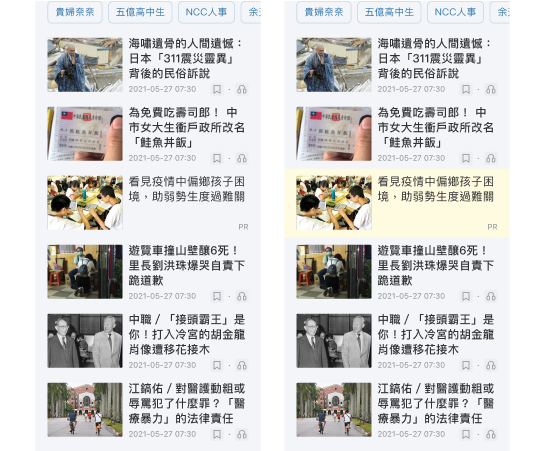 貴婦奈奈 五億高中生 NCC人事
海嘯遺骨的人間遺憾：
日本「311震災靈異」
背後的民俗訴說
2021-05-27 07:30
為免費吃壽司郎！ 中
市女大生衝戶政所改名
「鮭魚丼飯」
2021-05-27 07:30
看見疫情中偏鄉孩子困
境，助弱勢生度過難關
PR
遊覽車撞山壁釀6死！
里長劉洪珠爆哭自責下
跪道歉
2021-05-27 07:30
中職／「接頭霸王」是
你！打入冷宮的胡金龍
肖像遭移花接木
2021-05-27 07:30
江鎬佑／對醫護動粗或
辱罵犯了什麼罪？「醫
療暴力」的法律責任
2021-05-27 07:30
貴婦奈奈 五億高中生 NCC人事
海嘯遺骨的人間遺憾：
日本「311震災靈異」
背後的民俗訴說
2021-05-27 07:30
為免費吃壽司郎！ 中
市女大生衝戶政所改名
「鮭魚丼飯」
2021-05-27 07:30
看見疫情中偏鄉孩子困
境，助弱勢生度過難關
PR
遊覽車撞山壁釀6死！
里長劉洪珠爆哭自責下
跪道歉
2021-05-27 07:30
中職／「接頭霸王」是
你！打入冷宮的胡金龍
肖像遭移花接木
2021-05-27 07:30
江鎬佑／對醫護動粗或
辱罵犯了什麼罪？「醫
療暴力」的法律責任
2021-05-27 07:30